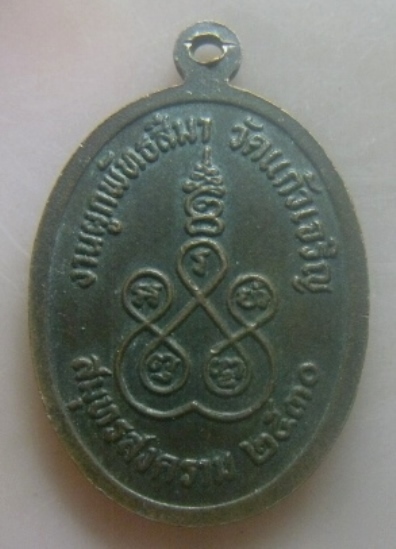 งานผูกพัทธสีมา วัดแก้วเจริญ
สมุทรสงคราม ๒๕๓๐